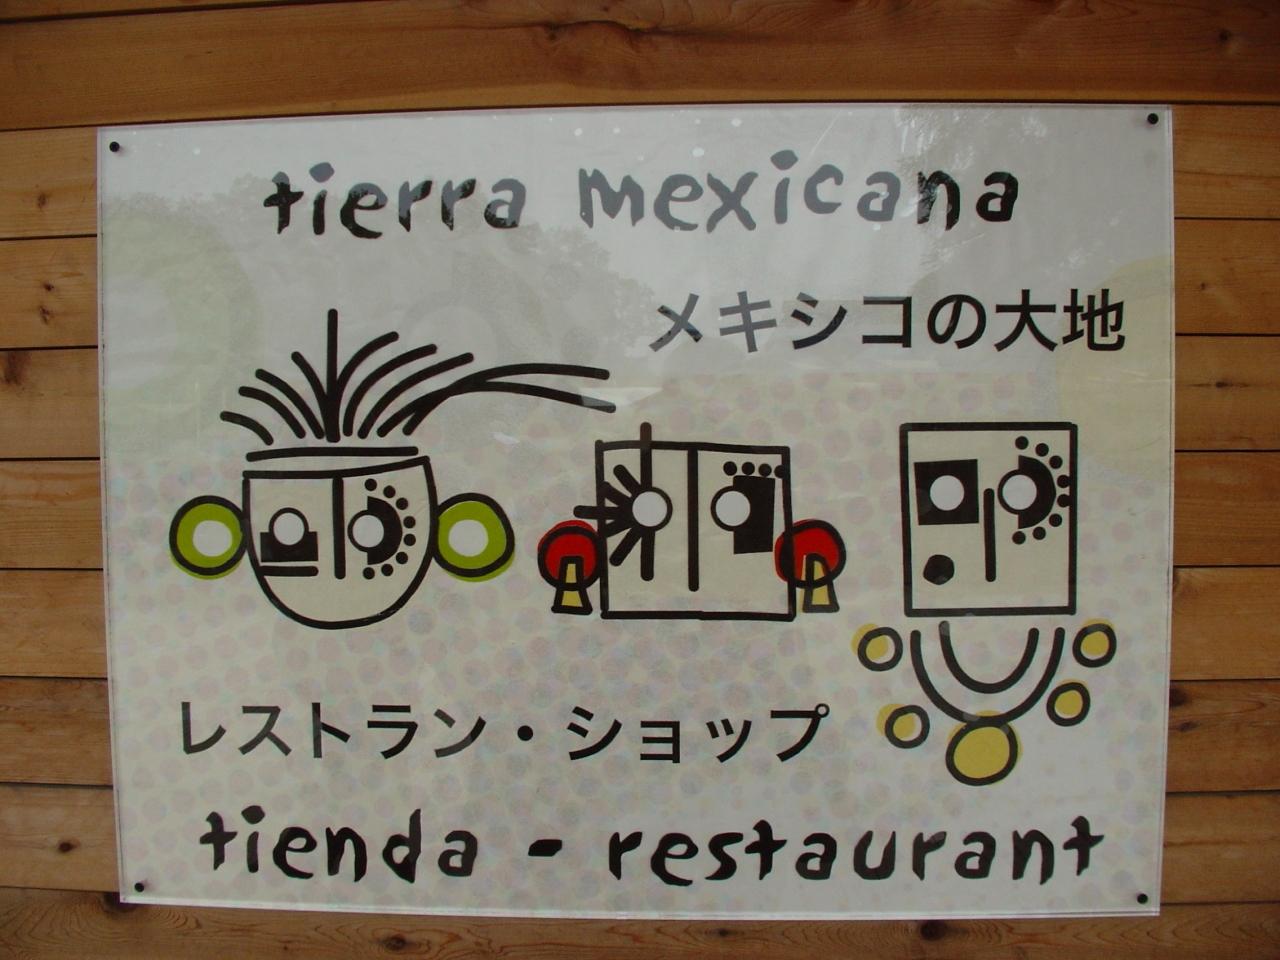 tierra mexicana
メキシコの大地
レストラン・ショップ
tienda - restaurant